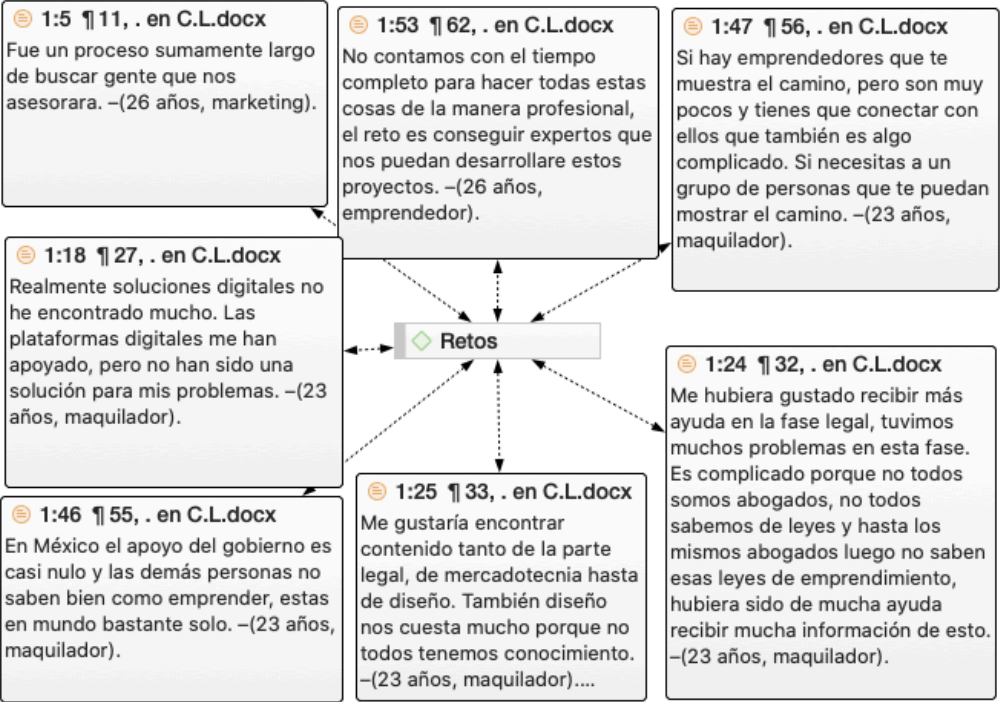 1:5 ¶ 11, . en C.L.docx
Fue un proceso sumamente largo
de buscar gente que nos
asesorara. –(26 años, marketing).
1:53 ¶ 62, . en C.L.docx
No contamos con el tiempo
completo para hacer todas estas
cosas de la manera profesional,
el reto es conseguir expertos que
nos puedan desarrollare estos
proyectos. –(26 años,
emprendedor).
1:47 ¶ 56, . en C.L.docx
Si hay emprendedores que te
muestra el camino, pero son muy
pocos y tienes que conectar con
ellos que también es algo
complicado. Si necesitas a un
grupo de personas que te puedan
mostrar el camino. –(23 años,
maquilador).
1:18 ¶ 27, . en C.L.docx
Realmente soluciones digitales no
he encontrado mucho. Las
plataformas digitales me han
apoyado, pero no han sido una
solución para mis problemas. –(23
años, maquilador).
Retos
1:24 ¶ 32, . en C.L.docx
Me hubiera gustado recibir más
ayuda en la fase legal, tuvimos
muchos problemas en esta fase.
Es complicado porque no todos
somos abogados, no todos
sabemos de leyes y hasta los
mismos abogados luego no saben
esas leyes de emprendimiento,
hubiera sido de mucha ayuda
recibir mucha información de esto.
–(23 años, maquilador).
1:46 ¶ 55, . en C.L.docx
En México el apoyo del gobierno es
casi nulo y las demás personas no
saben bien como emprender, estas
en mundo bastante solo. –(23 años,
maquilador).
1:25 ¶ 33, . en C.L.docx
Me gustaría encontrar
contenido tanto de la parte
legal, de mercadotecnia hasta
de diseño. También diseño
nos cuesta mucho porque no
todos tenemos conocimiento.
–(23 años, maquilador)....